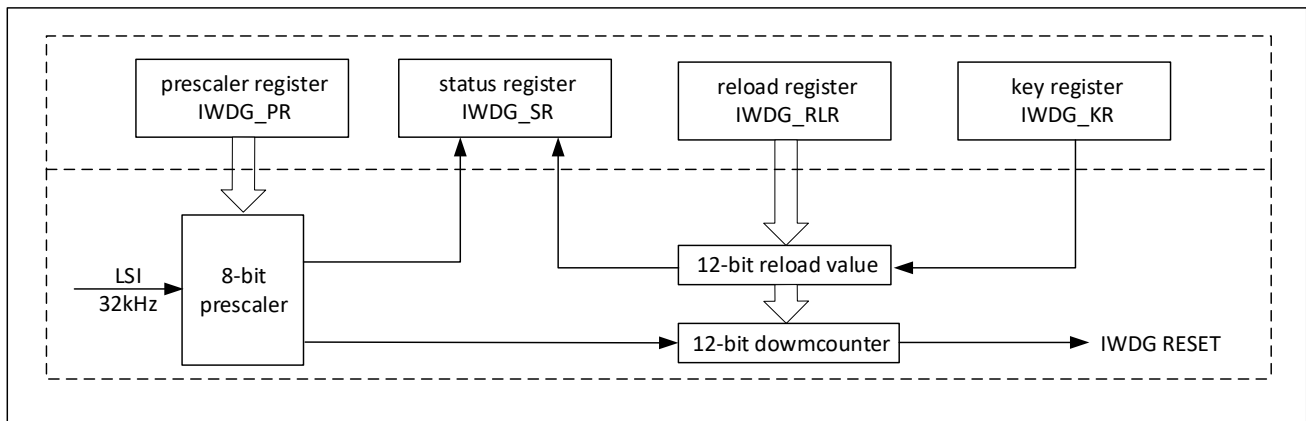 prescaler register
IWDG_PR
status register
IWDG_SR
reload register
IWDG_RLR
key register
IWDG_KR
LSI
32kHz
8-bit
prescaler
12-bit reload value
12-bit dowmcounter
IWDG RESET